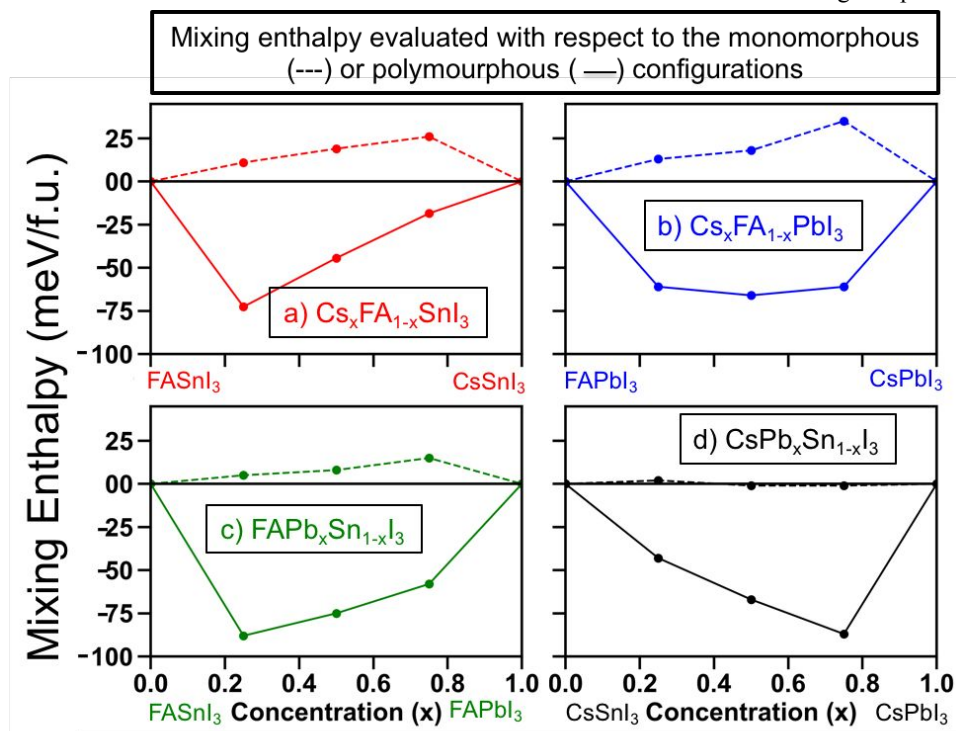 Mixing enthalpy evaluated with respect to the monomorphous
(---) or polymourphous ( — ) configurations
Mixing Enthalpy (meV/f.u.)
25
00
−25
−50
−75
−100
a) CsₓFA₁₋ₓSnI₃
FASnI₃ CsSnI₃
b) CsₓFA₁₋ₓPbI₃
FAPbI₃ CsPbI₃
25
00
−25
−50
−75
−100
c) FAPbₓSn₁₋ₓI₃
0.0 0.2 0.4 0.6 0.8 1.0
FASnI₃ Concentration (x) FAPbI₃
d) CsPbₓSn₁₋ₓI₃
0.0 0.2 0.4 0.6 0.8 1.0
CsSnI₃ Concentration (x) CsPbI₃